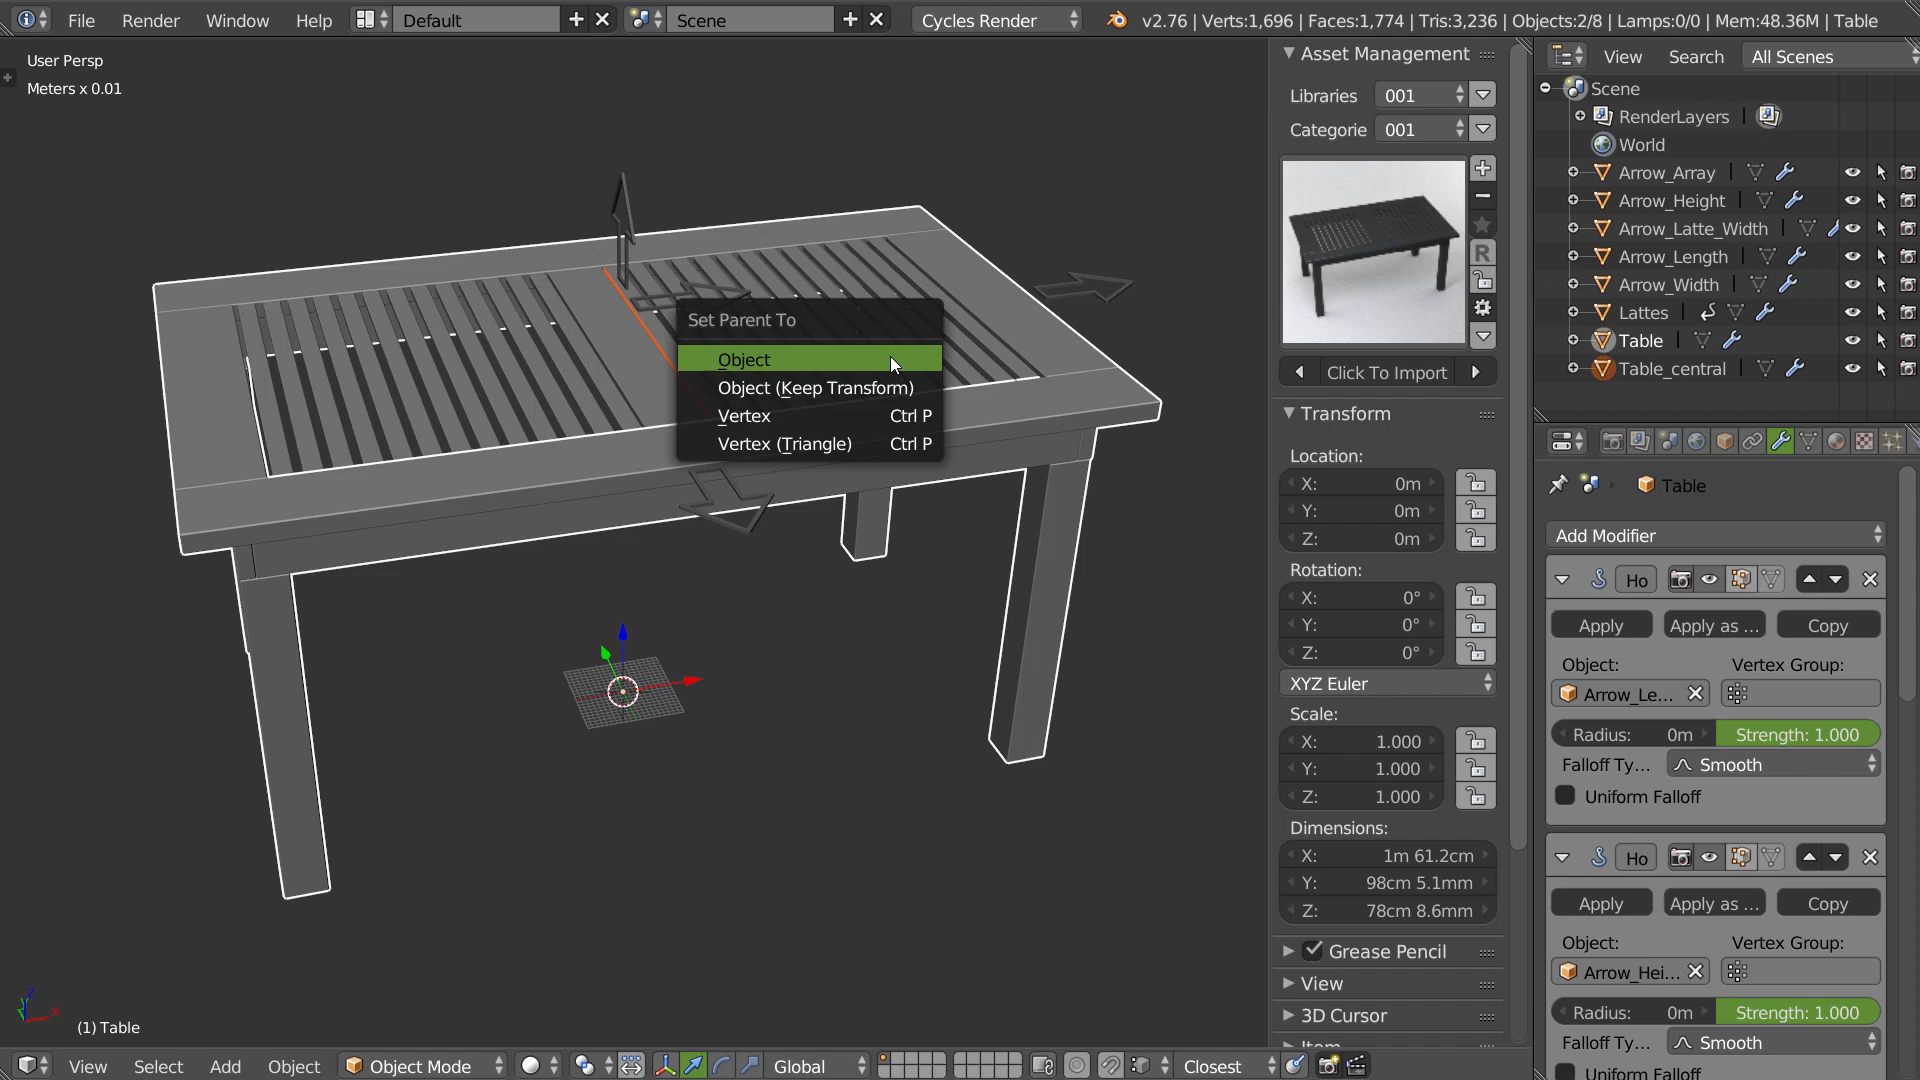 File Render Window Help Default Scene Cycles Render v2.76 | Verts:1,696 | Faces:1,774 | Tris:3,236 | Objects:2/8 | Lamps:0/0 | Mem:48.36M | Table
User Persp
Meters x 0.01
Set Parent To
Object
Object (Keep Transform)
Vertex Ctrl P
Vertex (Triangle) Ctrl P
(1) Table
View Select Add Object Object Mode Global Closest
Asset Management
Libraries 001
Categorie 001
R
Click To Import
Transform
Location:
X: 0m
Y: 0m
Z: 0m
Rotation:
X: 0°
Y: 0°
Z: 0°
XYZ Euler
Scale:
X: 1.000
Y: 1.000
Z: 1.000
Dimensions:
X: 1m 61.2cm
Y: 98cm 5.1mm
Z: 78cm 8.6mm
Grease Pencil
View
3D Cursor
Item
View Search All Scenes
Scene
RenderLayers
World
Arrow_Array
Arrow_Height
Arrow_Latte_Width
Arrow_Length
Arrow_Width
Lattes
Table
Table_central
Table
Add Modifier
Ho
Apply Apply as ... Copy
Object: Vertex Group:
Arrow_Le...
Radius: 0m Strength: 1.000
Falloff Ty... Smooth
Uniform Falloff
Ho
Apply Apply as ... Copy
Object: Vertex Group:
Arrow_Hei...
Radius: 0m Strength: 1.000
Falloff Ty... Smooth
Uniform Falloff